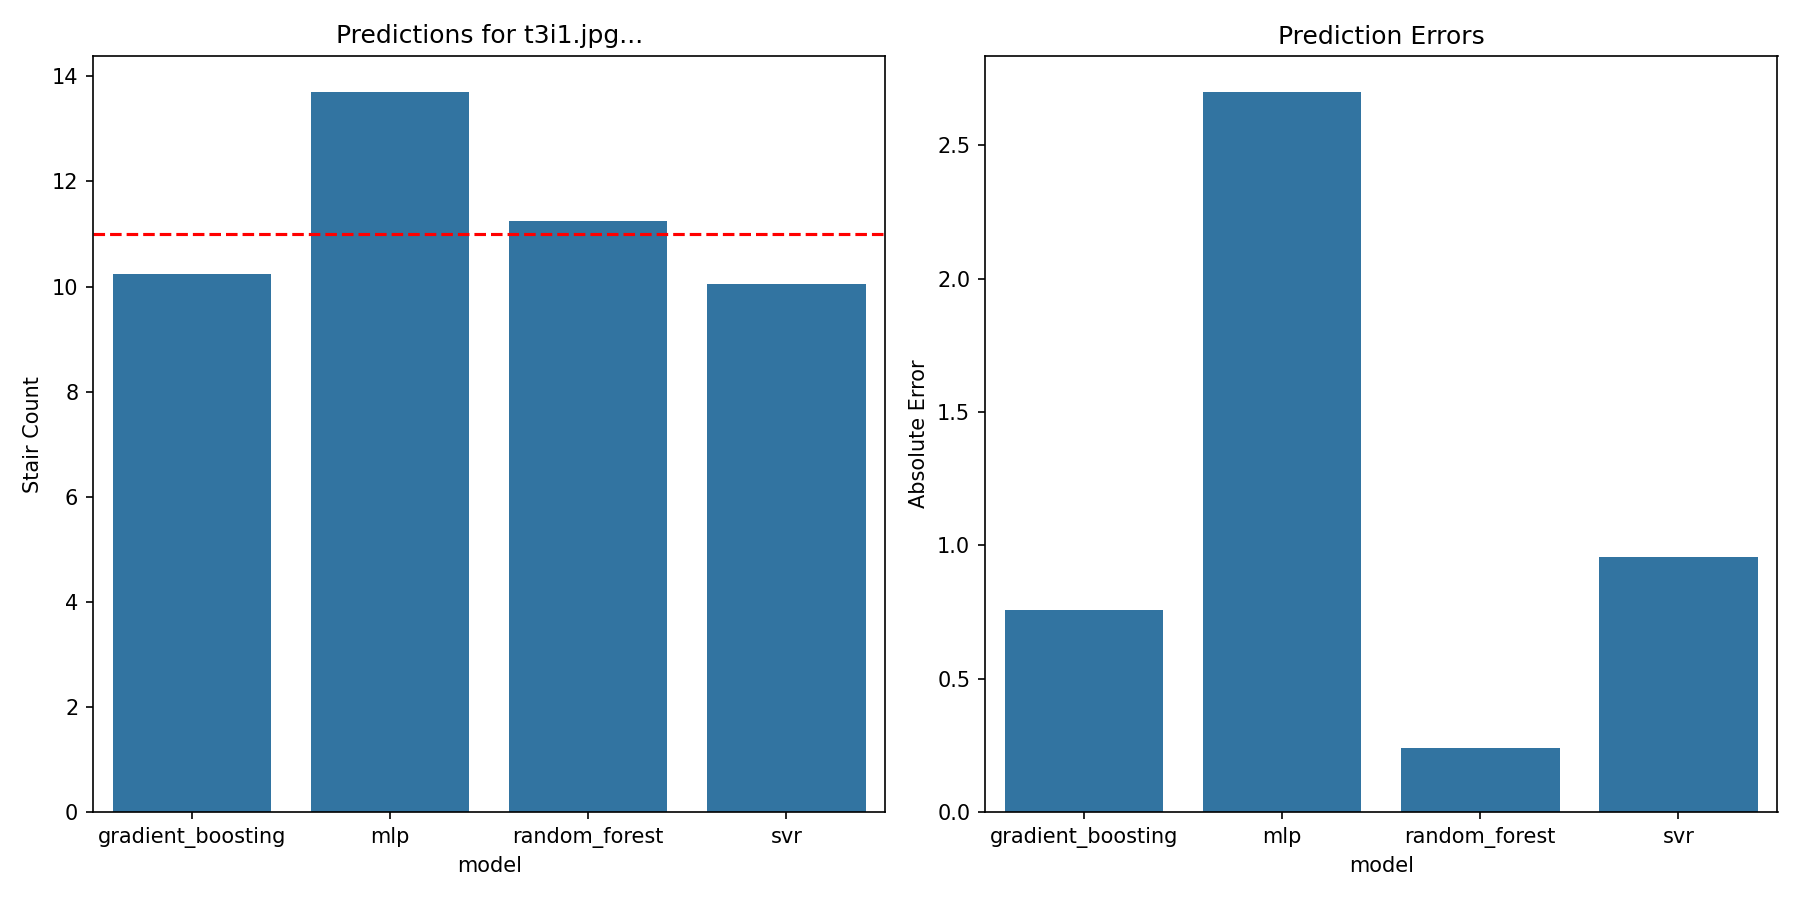 Predictions for t3i1.jpg...
Stair Count
14
12
10
8
6
4
2
0
gradient_boosting mlp random_forest svr
model
Prediction Errors
Absolute Error
2.5
2.0
1.5
1.0
0.5
0.0
gradient_boosting mlp random_forest svr
model